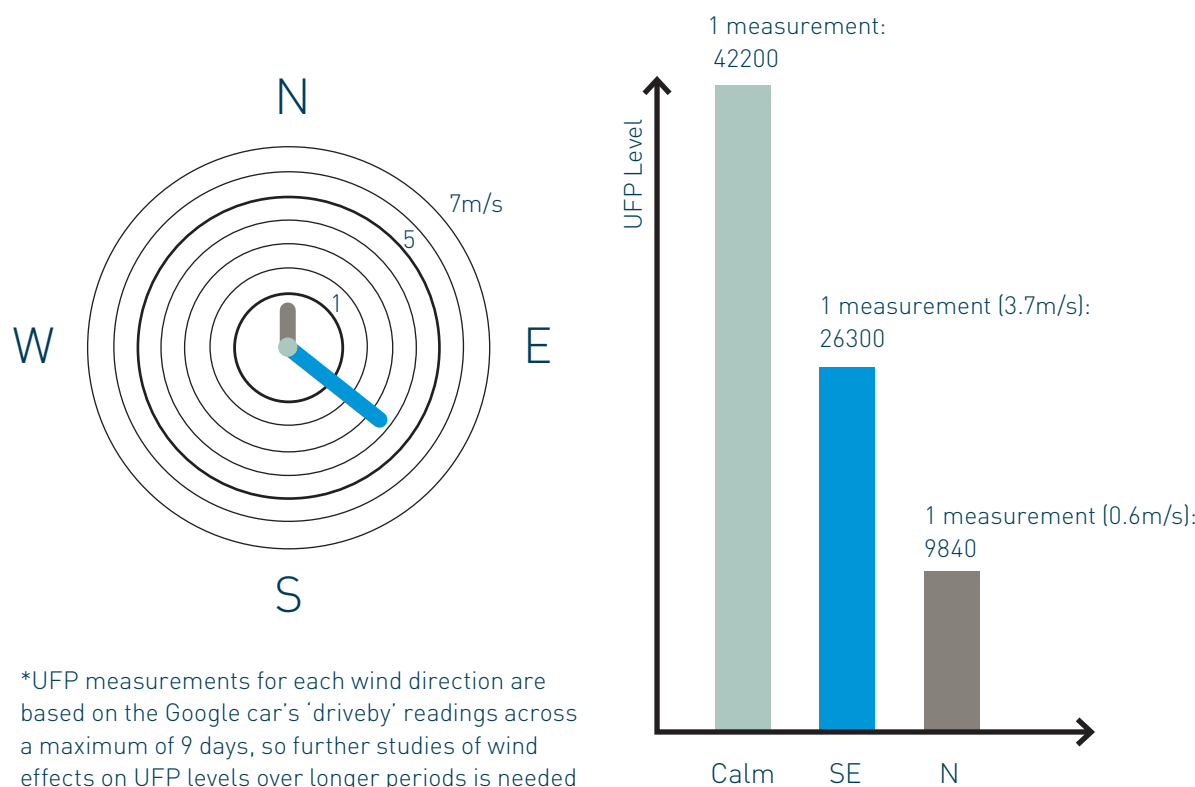 N
7m/s
5
1
W
E
S
*UFP measurements for each wind direction are
based on the Google car’s ‘driveby’ readings across
a maximum of 9 days, so further studies of wind
effects on UFP levels over longer periods is needed
1 measurement:
42200
UFP Level
1 measurement (3.7m/s):
26300
1 measurement (0.6m/s):
9840
Calm
SE
N